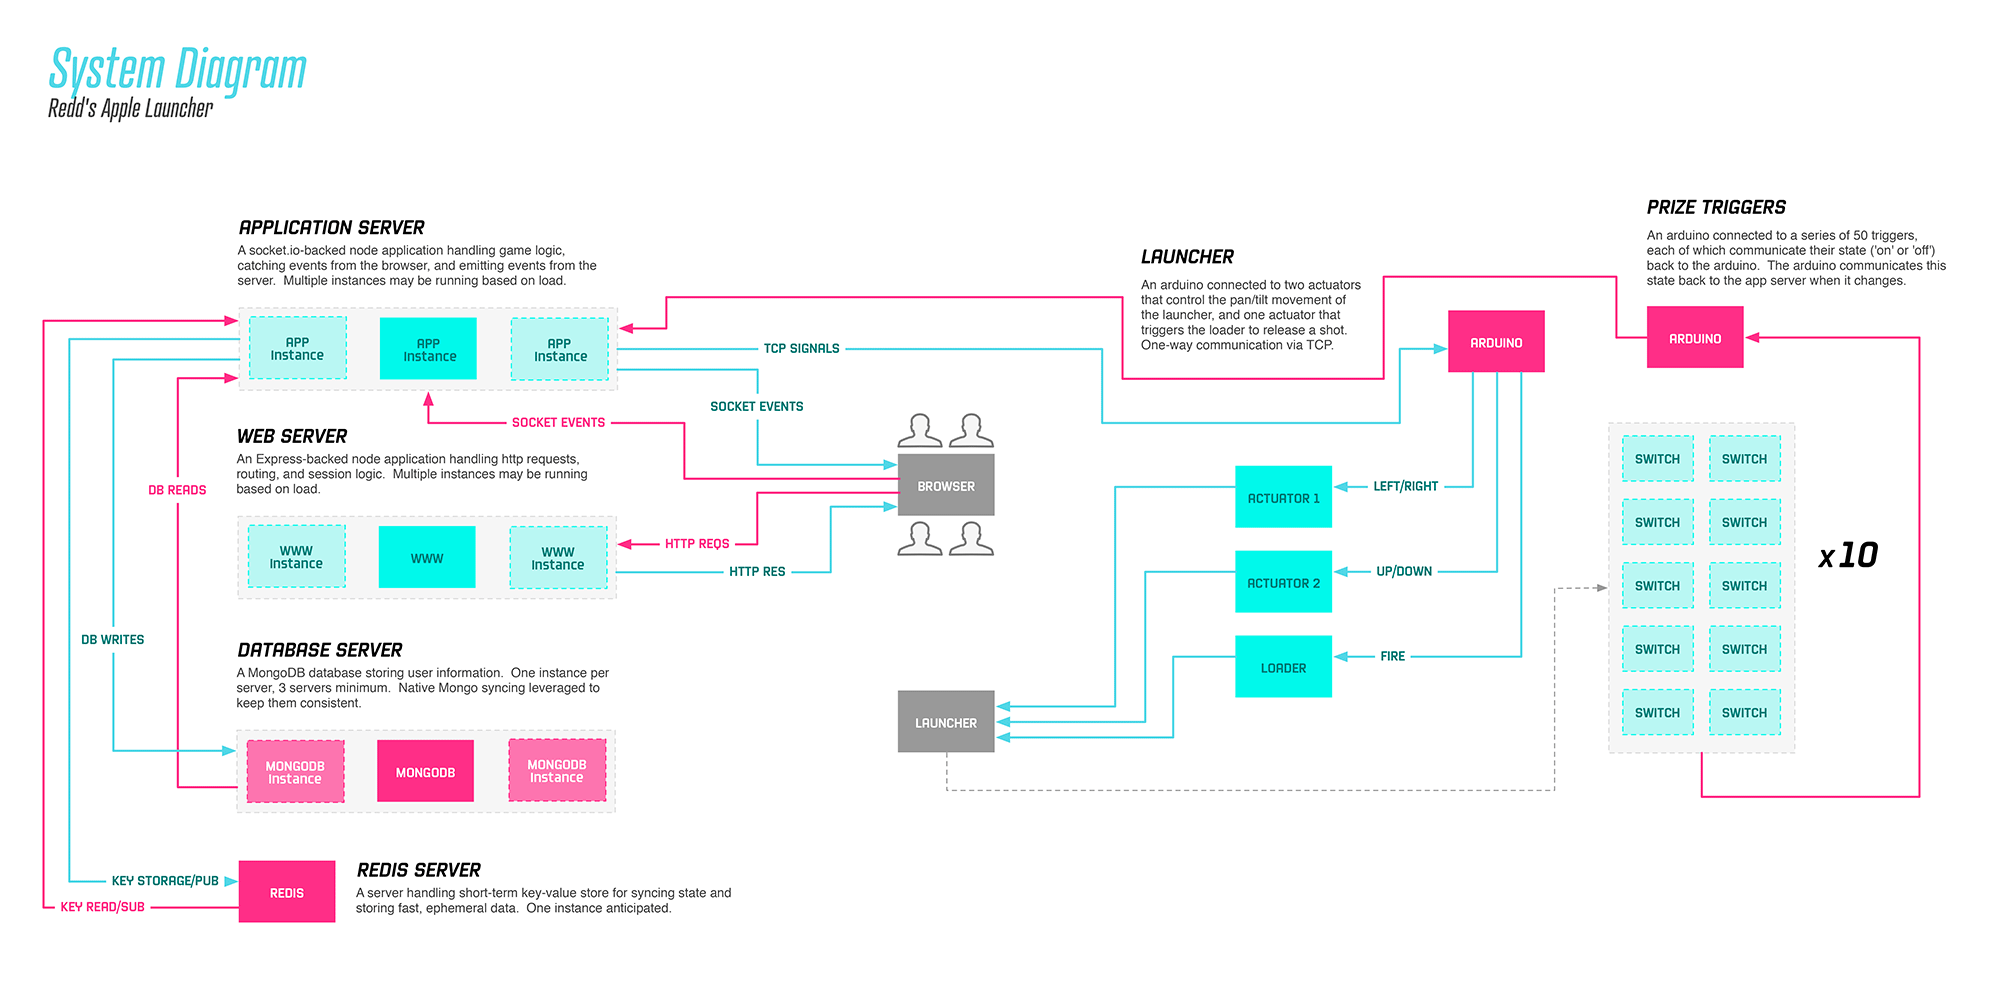 System Diagram
Redd's Apple Launcher
APPLICATION SERVER
A socket.io-backed node application handling game logic,
catching events from the browser, and emitting events from the
server. Multiple instances may be running based on load.
APP
Instance
APP
Instance
APP
Instance
TCP SIGNALS
SOCKET EVENTS
SOCKET EVENTS
WEB SERVER
An Express-backed node application handling http requests,
routing, and session logic. Multiple instances may be running
based on load.
WWW
Instance
WWW
WWW
Instance
HTTP REQS
HTTP RES
BROWSER
DB READS
DB WRITES
DATABASE SERVER
A MongoDB database storing user information. One instance per
server, 3 servers minimum. Native Mongo syncing leveraged to
keep them consistent.
MONGODB
Instance
MONGODB
MONGODB
Instance
KEY STORAGE/PUB
KEY READ/SUB
REDIS
REDIS SERVER
A server handling short-term key-value store for syncing state and
storing fast, ephemeral data. One instance anticipated.
LAUNCHER
An arduino connected to two actuators
that control the pan/tilt movement of
the launcher, and one actuator that
triggers the loader to release a shot.
One-way communication via TCP.
ARDUINO
ACTUATOR 1
LEFT/RIGHT
ACTUATOR 2
UP/DOWN
LOADER
FIRE
LAUNCHER
PRIZE TRIGGERS
An arduino connected to a series of 50 triggers,
each of which communicate their state ('on' or 'off')
back to the arduino. The arduino communicates this
state back to the app server when it changes.
ARDUINO
SWITCH SWITCH
SWITCH SWITCH
SWITCH SWITCH
SWITCH SWITCH
SWITCH SWITCH
x10